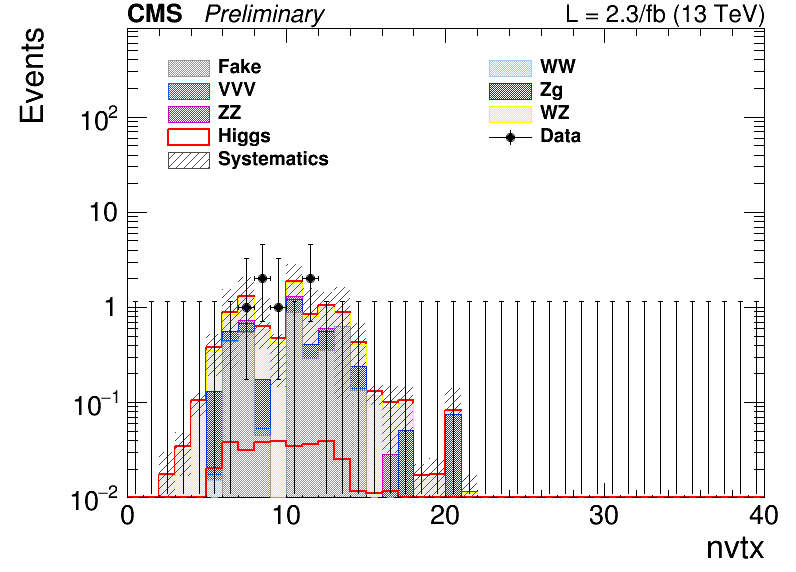 CMS Preliminary L = 2.3/fb (13 TeV)
Events
Fake WW
VVV Zg
ZZ WZ
Higgs Data
Systematics
10²
10
1
10⁻¹
10⁻²
0 10 20 30 40
nvtx